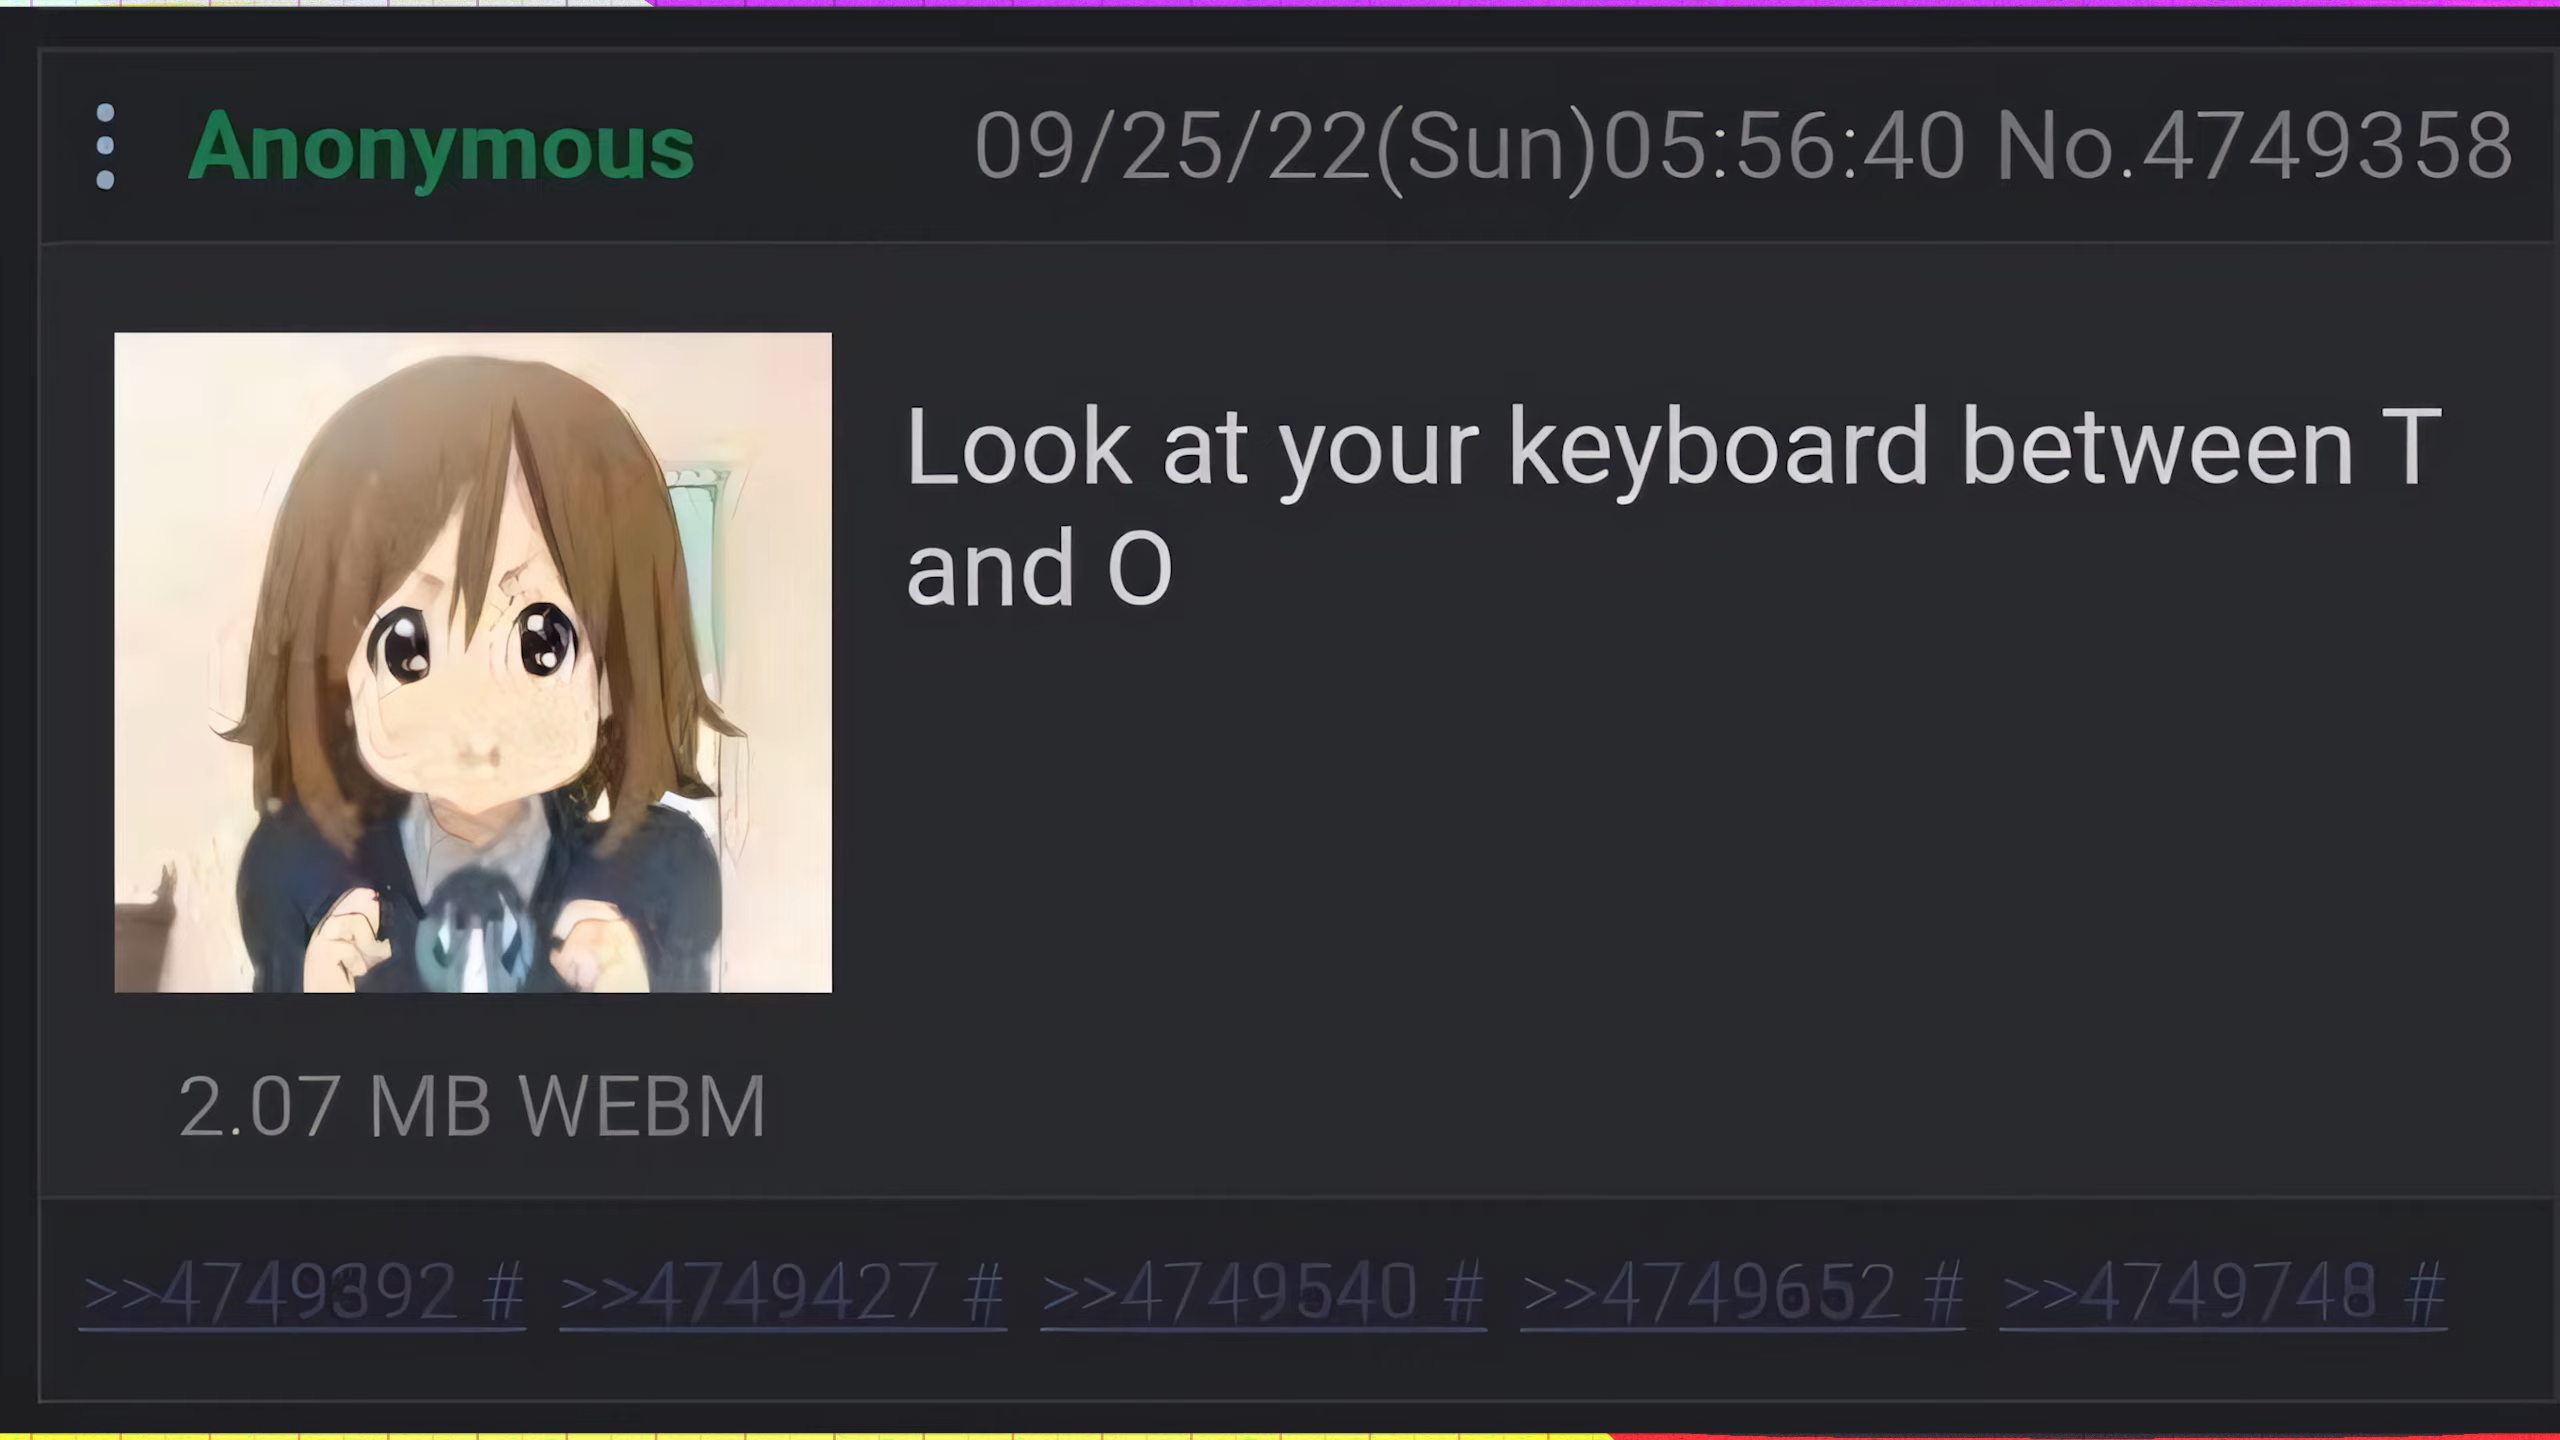 Anonymous 09/25/22(Sun)05:56:40 No.4749358
Look at your keyboard between T
and O
2.07 MB WEBM
>>4749392 # >>4749427 # >>4749540 # >>4749652 # >>4749748 #